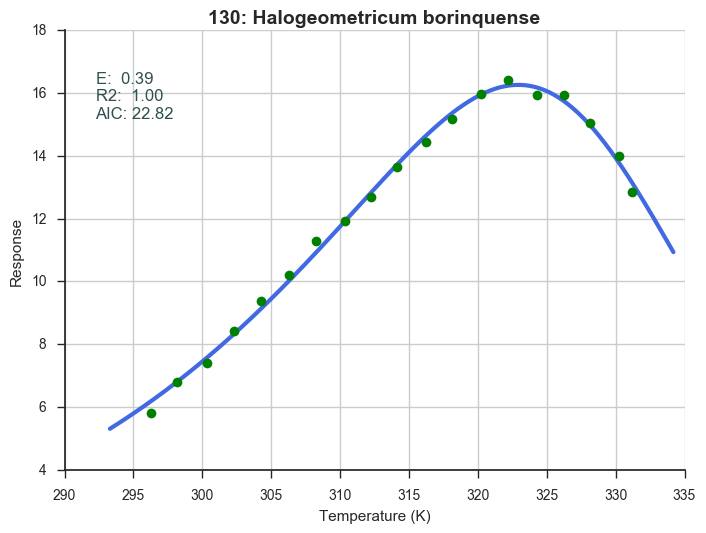 130: Halogeometricum borinquense
E: 0.39
R2: 1.00
AIC: 22.82
18
16
14
12
10
8
6
4
Response
290 295 300 305 310 315 320 325 330 335
Temperature (K)